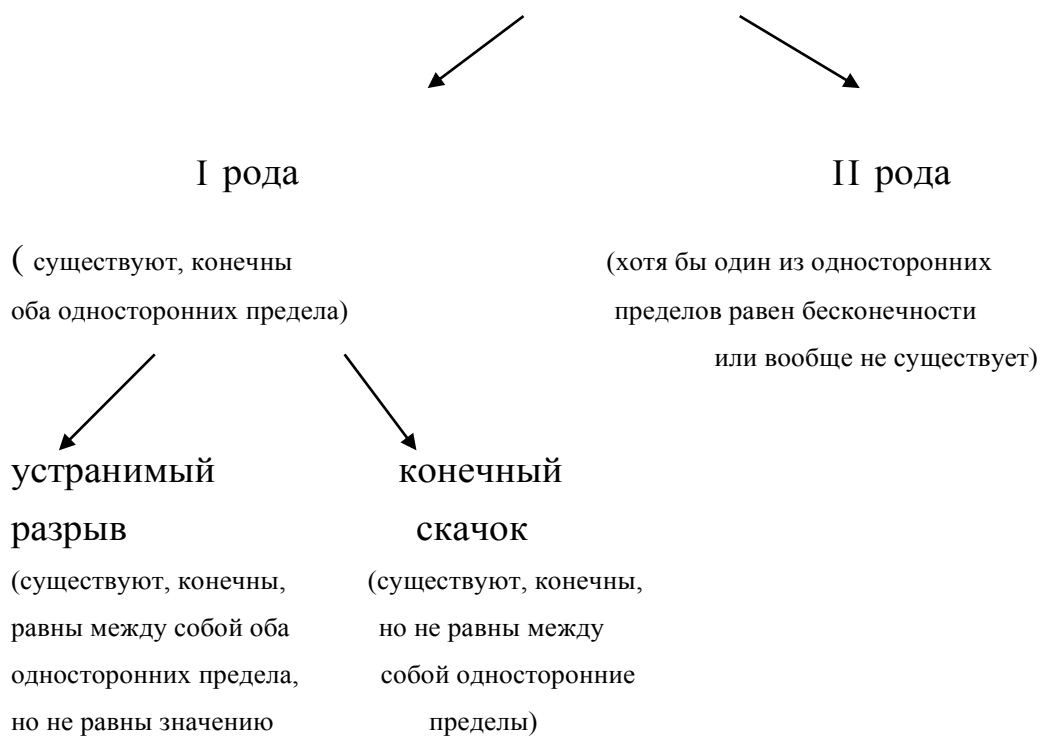 I рода
II рода
( существуют, конечны
оба односторонних предела)
(хотя бы один из односторонних
пределов равен бесконечности
или вообще не существует)
устранимый
разрыв
(существуют, конечны,
равны между собой оба
односторонних предела,
но не равны значению
конечный
скачок
(существуют, конечны,
но не равны между
собой односторонние
пределы)